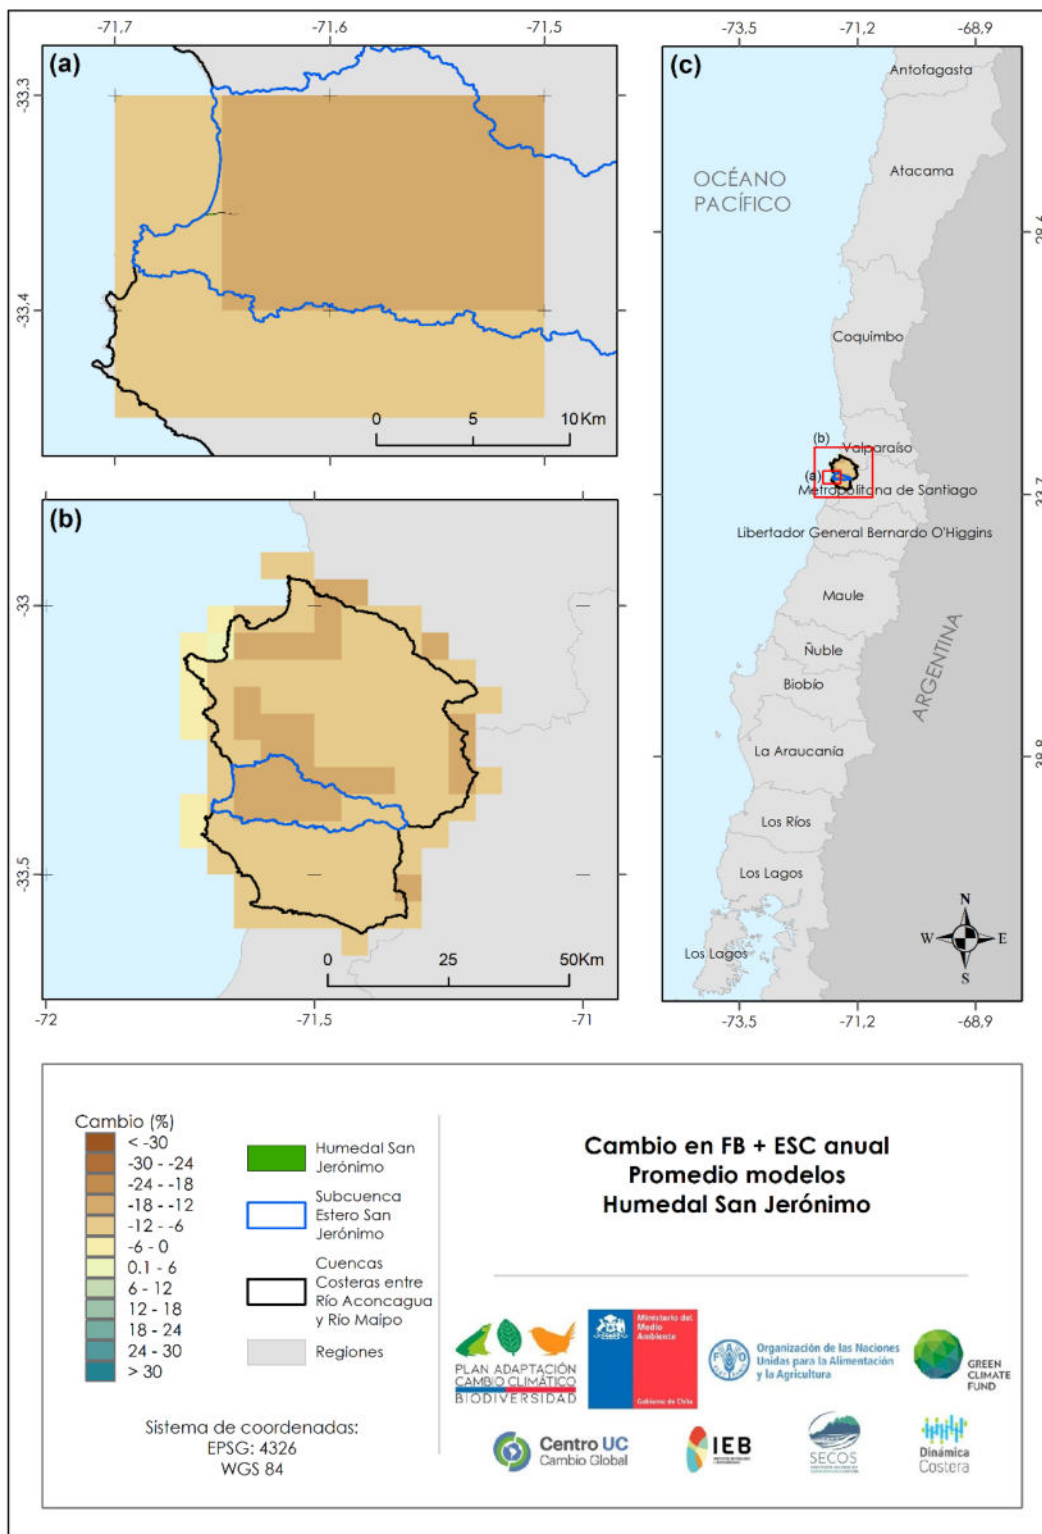 -71,7
-71,6
-71,5
(a)
-33,3
-33,4
0
5
10 Km
(b)
-33
-33,5
0
25
50Km
-72
-71,5
-71
-73,5
-71,2
-68,9
(c)
Antofagasta
Atacama
OCÉANO
PACÍFICO
Coquimbo
(b)
Valparaíso
(a)
Metropolitana de Santiago
Libertador General Bernardo O'Higgins
Maule
Ñuble
Biobío
ARGENTINA
La Araucanía
Los Ríos
Los Lagos
Los Lagos
N
W
E
S
-73,5
-71,2
-68,9
Cambio (%)
< -30
-30 - -24
-24 - -18
-18 - -12
-12 - -6
-6 - 0
0.1 - 6
6 - 12
12 - 18
18 - 24
24 - 30
> 30
Humedal San
Jerónimo
Subcuenca
Estero San
Jerónimo
Cuencas
Costeras entre
Río Aconcagua
y Río Maipo
Regiones
Sistema de coordenadas:
EPSG: 4326
WGS 84
Cambio en FB + ESC anual
Promedio modelos
Humedal San Jerónimo
PLAN ADAPTACIÓN
CAMBIO CLIMÁTICO
BIODIVERSIDAD
Ministerio del
Medio
Ambiente
Gobierno de Chile
FAO
Organización de las Naciones
Unidas para la Alimentación
y la Agricultura
GREEN
CLIMATE
FUND
Centro UC
Cambio Global
IEB
SECOS
Dinámica
Costera